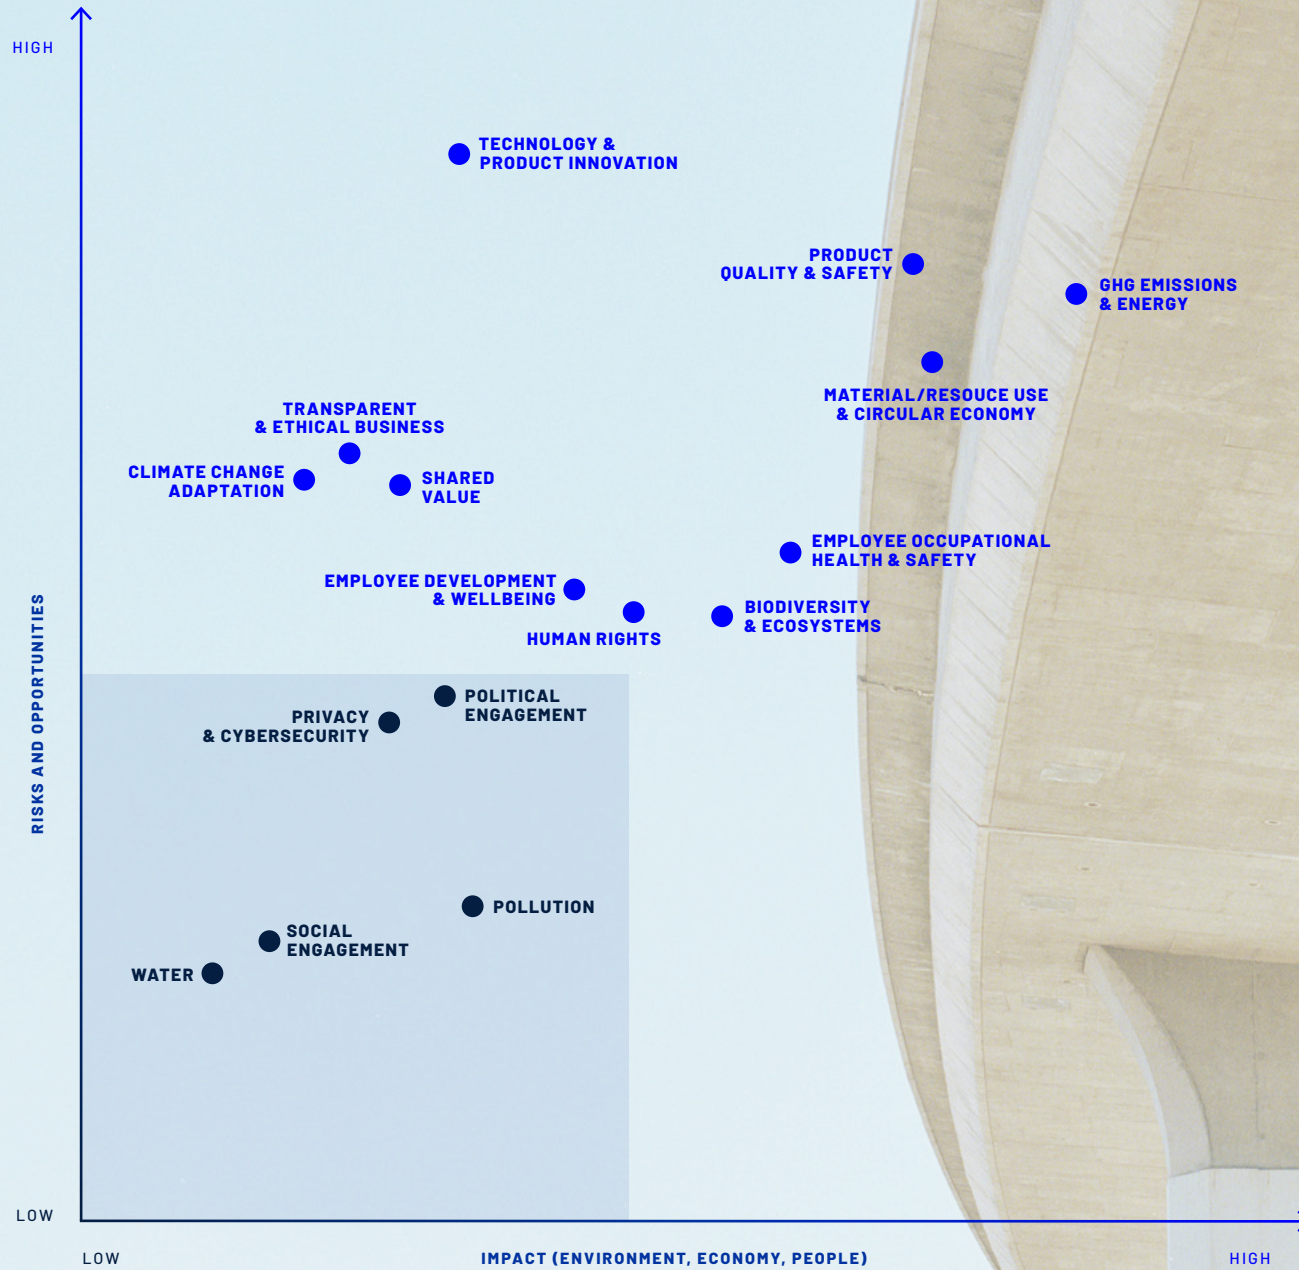 HIGH
TECHNOLOGY &
PRODUCT INNOVATION
PRODUCT
QUALITY & SAFETY
GHG EMISSIONS
& ENERGY
MATERIAL/RESOUCE USE
& CIRCULAR ECONOMY
TRANSPARENT
& ETHICAL BUSINESS
CLIMATE CHANGE
ADAPTATION
SHARED
VALUE
EMPLOYEE OCCUPATIONAL
HEALTH & SAFETY
EMPLOYEE DEVELOPMENT
& WELLBEING
HUMAN RIGHTS
BIODIVERSITY
& ECOSYSTEMS
RISKS AND OPPORTUNITIES
POLITICAL
ENGAGEMENT
PRIVACY
& CYBERSECURITY
POLLUTION
SOCIAL
ENGAGEMENT
WATER
LOW
LOW
IMPACT (ENVIRONMENT, ECONOMY, PEOPLE)
HIGH